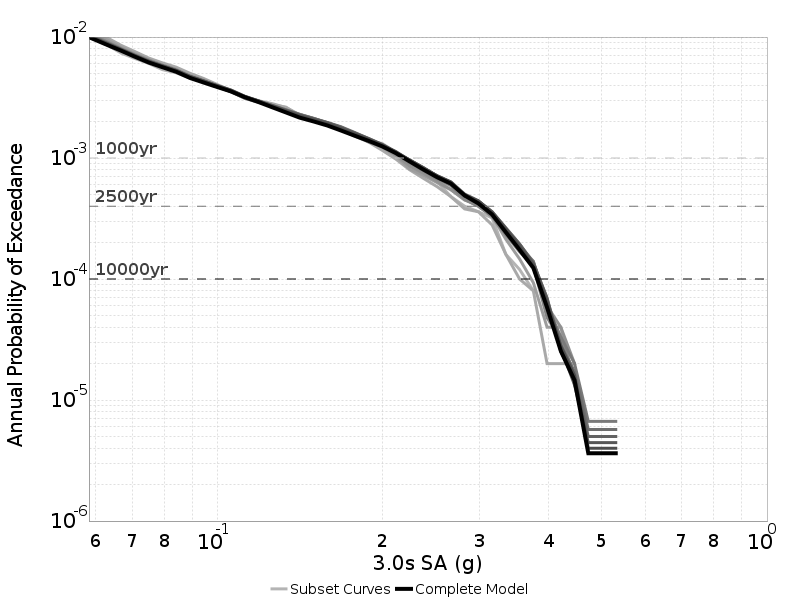 10^-2
10^-3
10^-4
10^-5
10^-6
Annual Probability of Exceedance
1000yr
2500yr
10000yr
6 7 8 10^-1 2 3 4 5 6 7 8 10^0
3.0s SA (g)
Subset Curves Complete Model